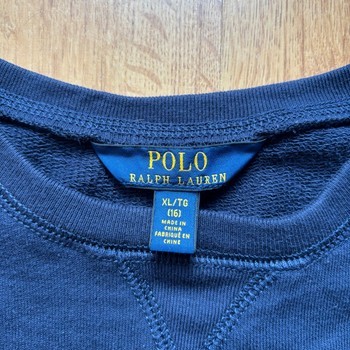 POLO
RALPH LAUREN
XL/TG
(16)
MADE IN
CHINA
FABRIQUÉ EN
CHINE